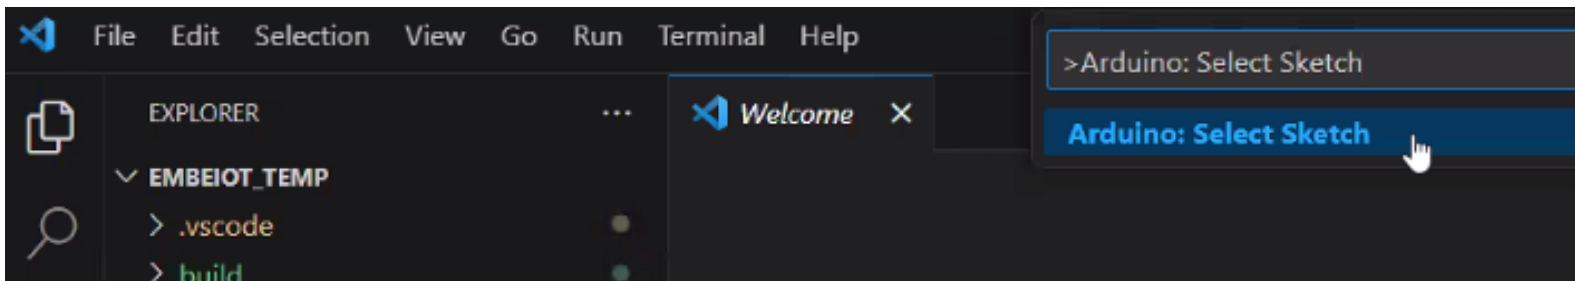 File Edit Selection View Go Run Terminal Help
>Arduino: Select Sketch
Arduino: Select Sketch
EXPLORER ...
Welcome
EMBEIOT_TEMP
.vscode
build